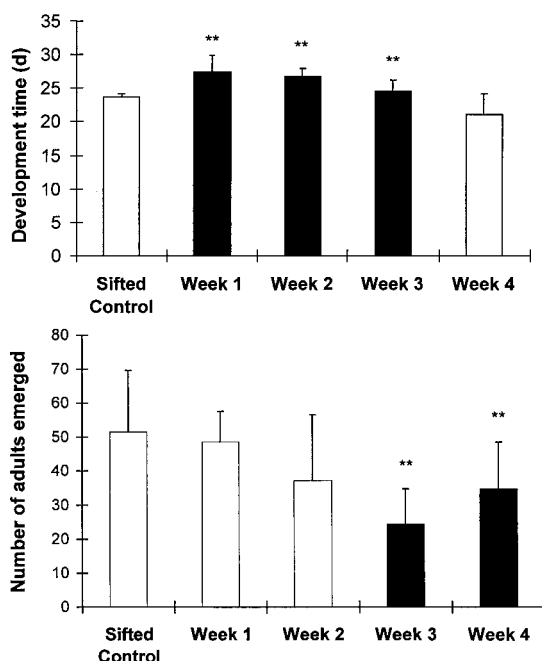 Development time (d)
35
30
25
20
15
10
5
0
**
**
**
Sifted Control
Week 1
Week 2
Week 3
Week 4
Number of adults emerged
80
70
60
50
40
30
20
10
0
**
**
Sifted Control
Week 1
Week 2
Week 3
Week 4